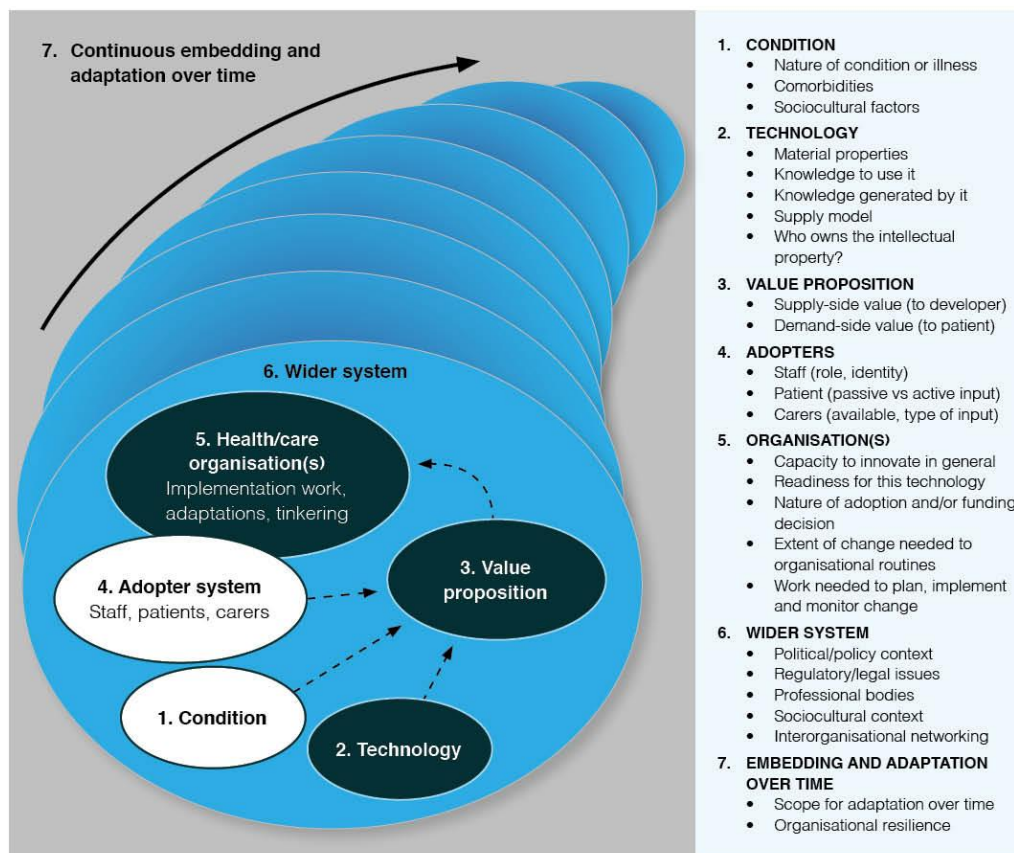 7. Continuous embedding and
adaptation over time
6. Wider system
5. Health/care
organisation(s)
Implementation work,
adaptations, tinkering
4. Adopter system
Staff, patients, carers
3. Value
proposition
1. Condition
2. Technology
1. CONDITION
• Nature of condition or illness
• Comorbidities
• Sociocultural factors
2. TECHNOLOGY
• Material properties
• Knowledge to use it
• Knowledge generated by it
• Supply model
• Who owns the intellectual
property?
3. VALUE PROPOSITION
• Supply-side value (to developer)
• Demand-side value (to patient)
4. ADOPTERS
• Staff (role, identity)
• Patient (passive vs active input)
• Carers (available, type of input)
5. ORGANISATION(S)
• Capacity to innovate in general
• Readiness for this technology
• Nature of adoption and/or funding
decision
• Extent of change needed to
organisational routines
• Work needed to plan, implement
and monitor change
6. WIDER SYSTEM
• Political/policy context
• Regulatory/legal issues
• Professional bodies
• Sociocultural context
• Interorganisational networking
7. EMBEDDING AND ADAPTATION
OVER TIME
• Scope for adaptation over time
• Organisational resilience